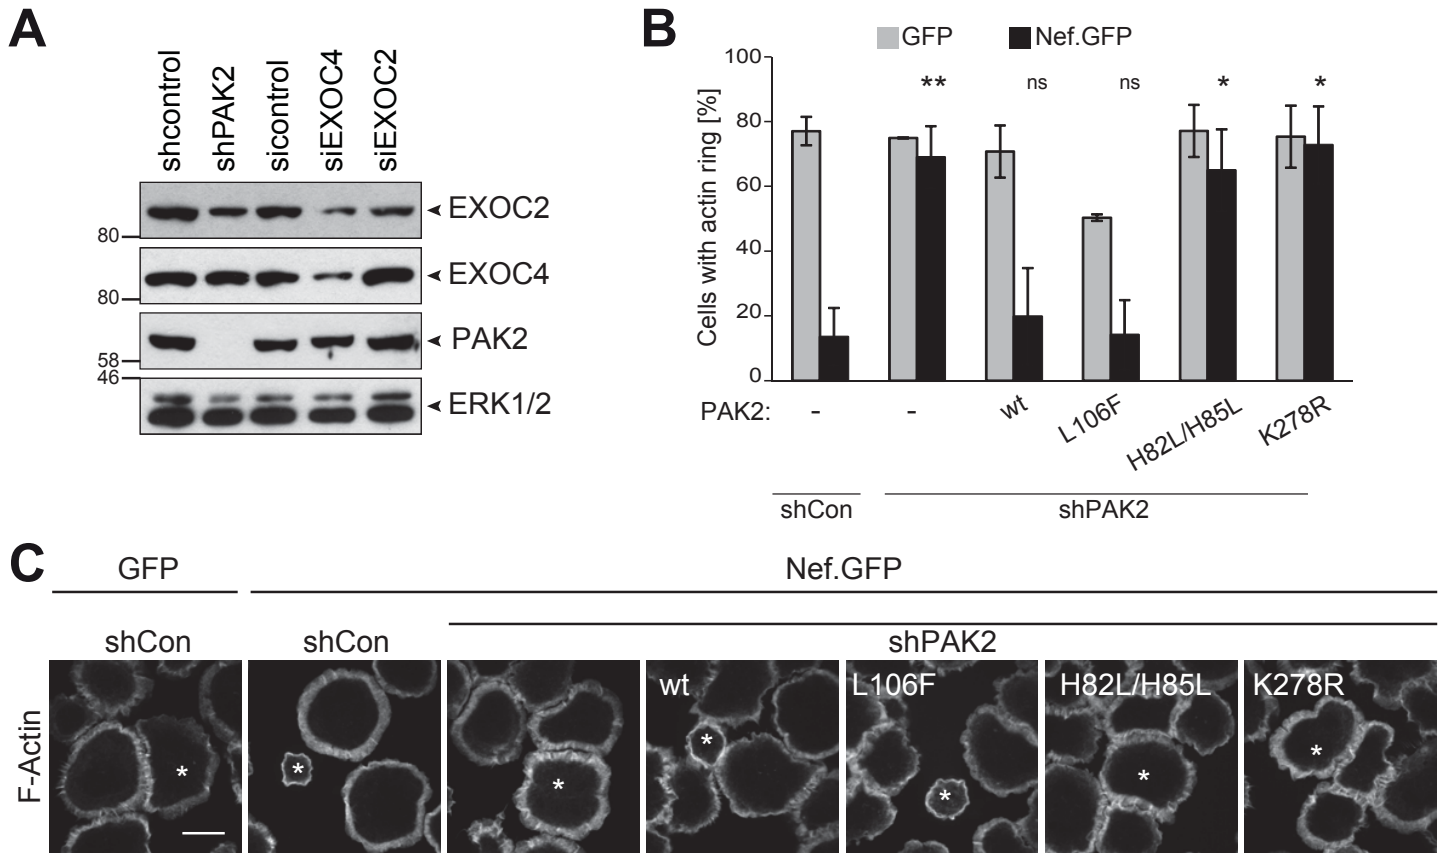 A
shcontrol
shPAK2
sicontrol
siEXOC4
siEXOC2
EXOC2
80
EXOC4
80
PAK2
58
46
ERK1/2
B
GFP Nef.GFP
Cells with actin ring [%]
100
80
60
40
20
0
** ns ns * *
PAK2: - - wt L106F H82L/H85L K278R
shCon shPAK2
C
GFP Nef.GFP
shCon shCon shPAK2
F-Actin
wt L106F H82L/H85L K278R
* * * * * * *